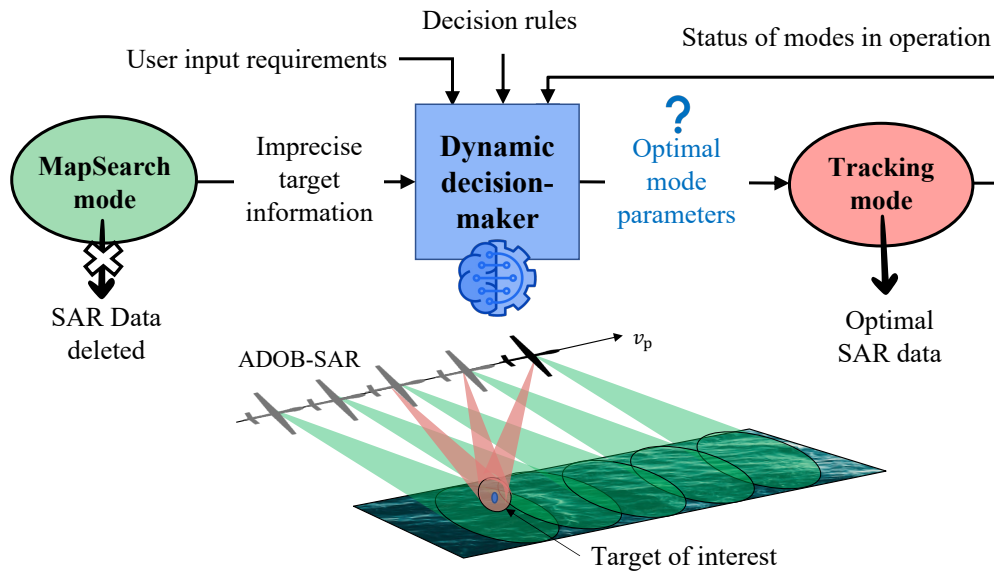 Decision rules
User input requirements
Status of modes in operation
MapSearch
mode
Imprecise
target
information
Dynamic
decision-
maker
?
Optimal
mode
parameters
Tracking
mode
SAR Data
deleted
Optimal
SAR data
ADOB-SAR
vₚ
Target of interest